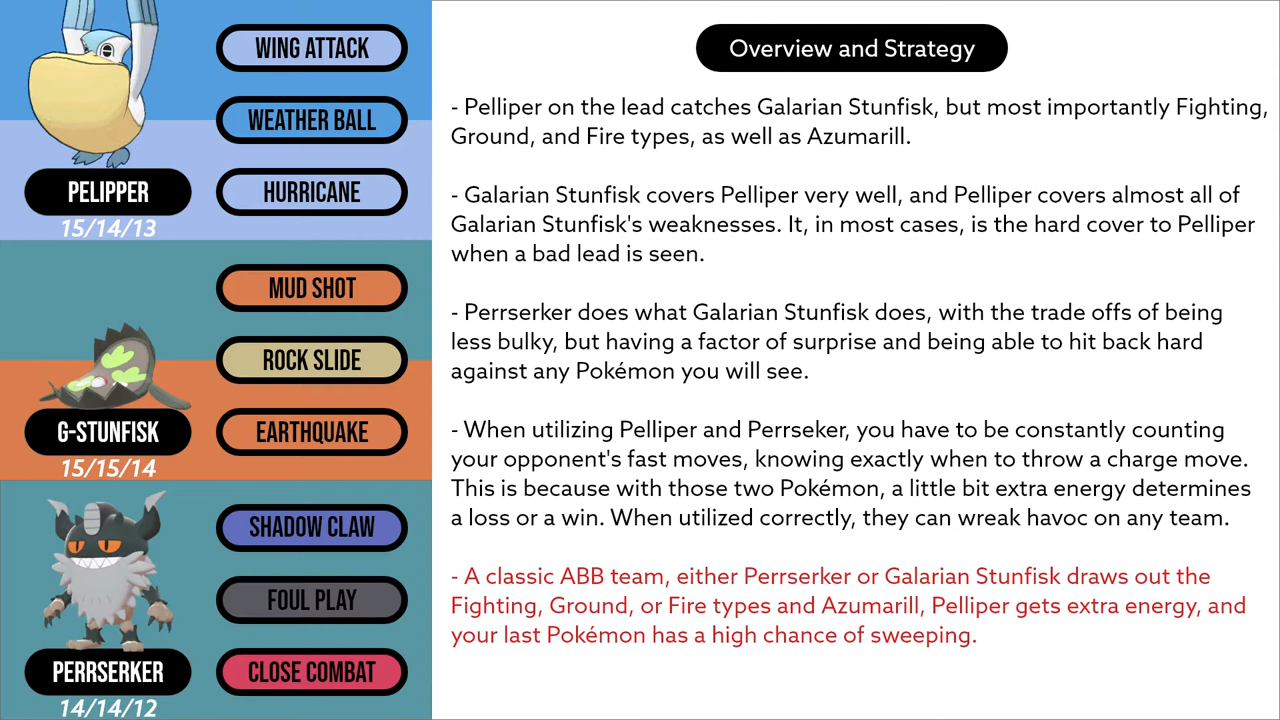 WING ATTACK
WEATHER BALL
HURRICANE
PELIPPER
15/14/13
MUD SHOT
ROCK SLIDE
EARTHQUAKE
G-STUNFISK
15/15/14
SHADOW CLAW
FOUL PLAY
CLOSE COMBAT
PERRSERKER
14/14/12
Overview and Strategy
- Pelliper on the lead catches Galarian Stunfisk, but most importantly Fighting,
Ground, and Fire types, as well as Azumarill.
- Galarian Stunfisk covers Pelliper very well, and Pelliper covers almost all of
Galarian Stunfisk's weaknesses. It, in most cases, is the hard cover to Pelliper
when a bad lead is seen.
- Perrserker does what Galarian Stunfisk does, with the trade offs of being
less bulky, but having a factor of surprise and being able to hit back hard
against any Pokémon you will see.
- When utilizing Pelliper and Perrseker, you have to be constantly counting
your opponent's fast moves, knowing exactly when to throw a charge move.
This is because with those two Pokémon, a little bit extra energy determines
a loss or a win. When utilized correctly, they can wreak havoc on any team.
- A classic ABB team, either Perrserker or Galarian Stunfisk draws out the
Fighting, Ground, or Fire types and Azumarill, Pelliper gets extra energy, and
your last Pokémon has a high chance of sweeping.